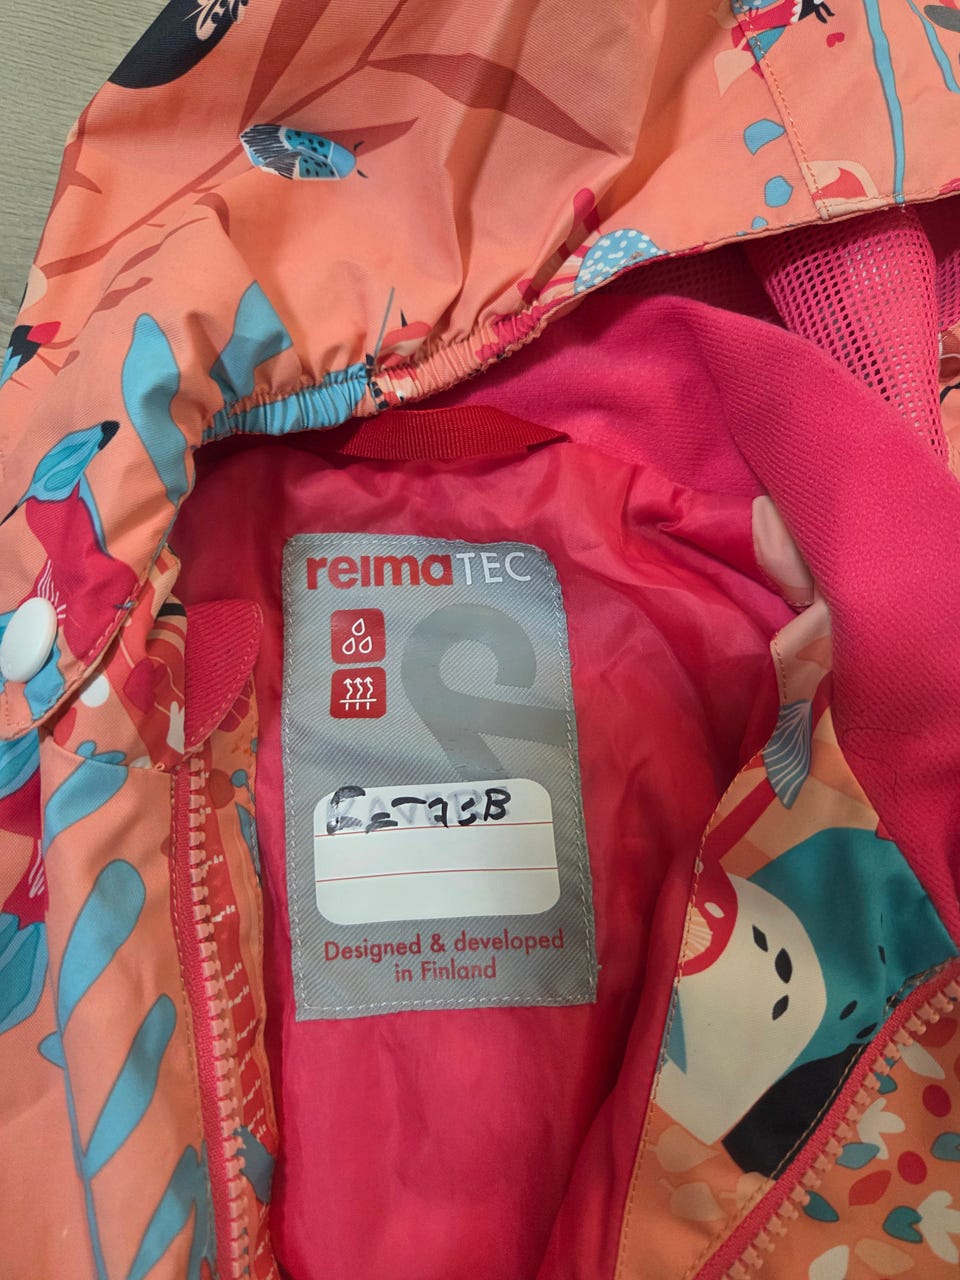 reimaTEC
Designed & developed
in Finland